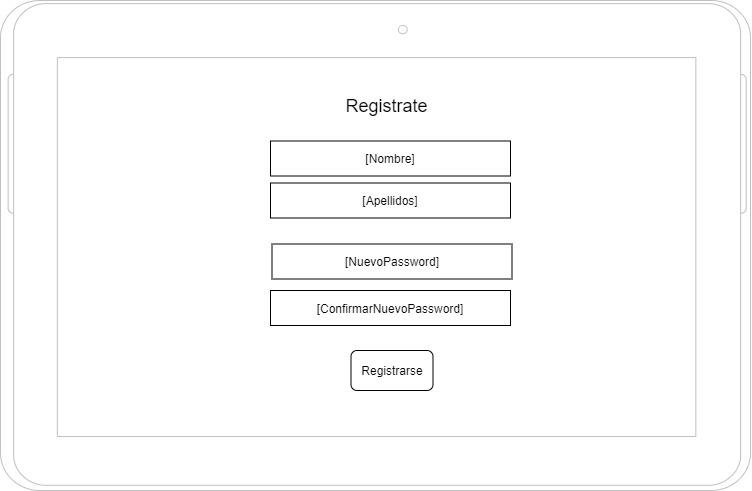 Registrate
[Nombre]
[Apellidos]
[NuevoPassword]
[ConfirmarNuevoPassword]
Registrarse